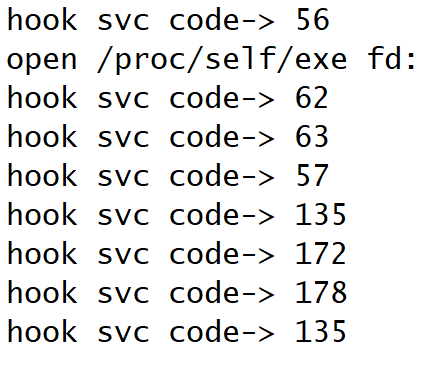 hook svc code-> 56
open /proc/self/exe fd:
hook svc code-> 62
hook svc code-> 63
hook svc code-> 57
hook svc code-> 135
hook svc code-> 172
hook svc code-> 178
hook svc code-> 135